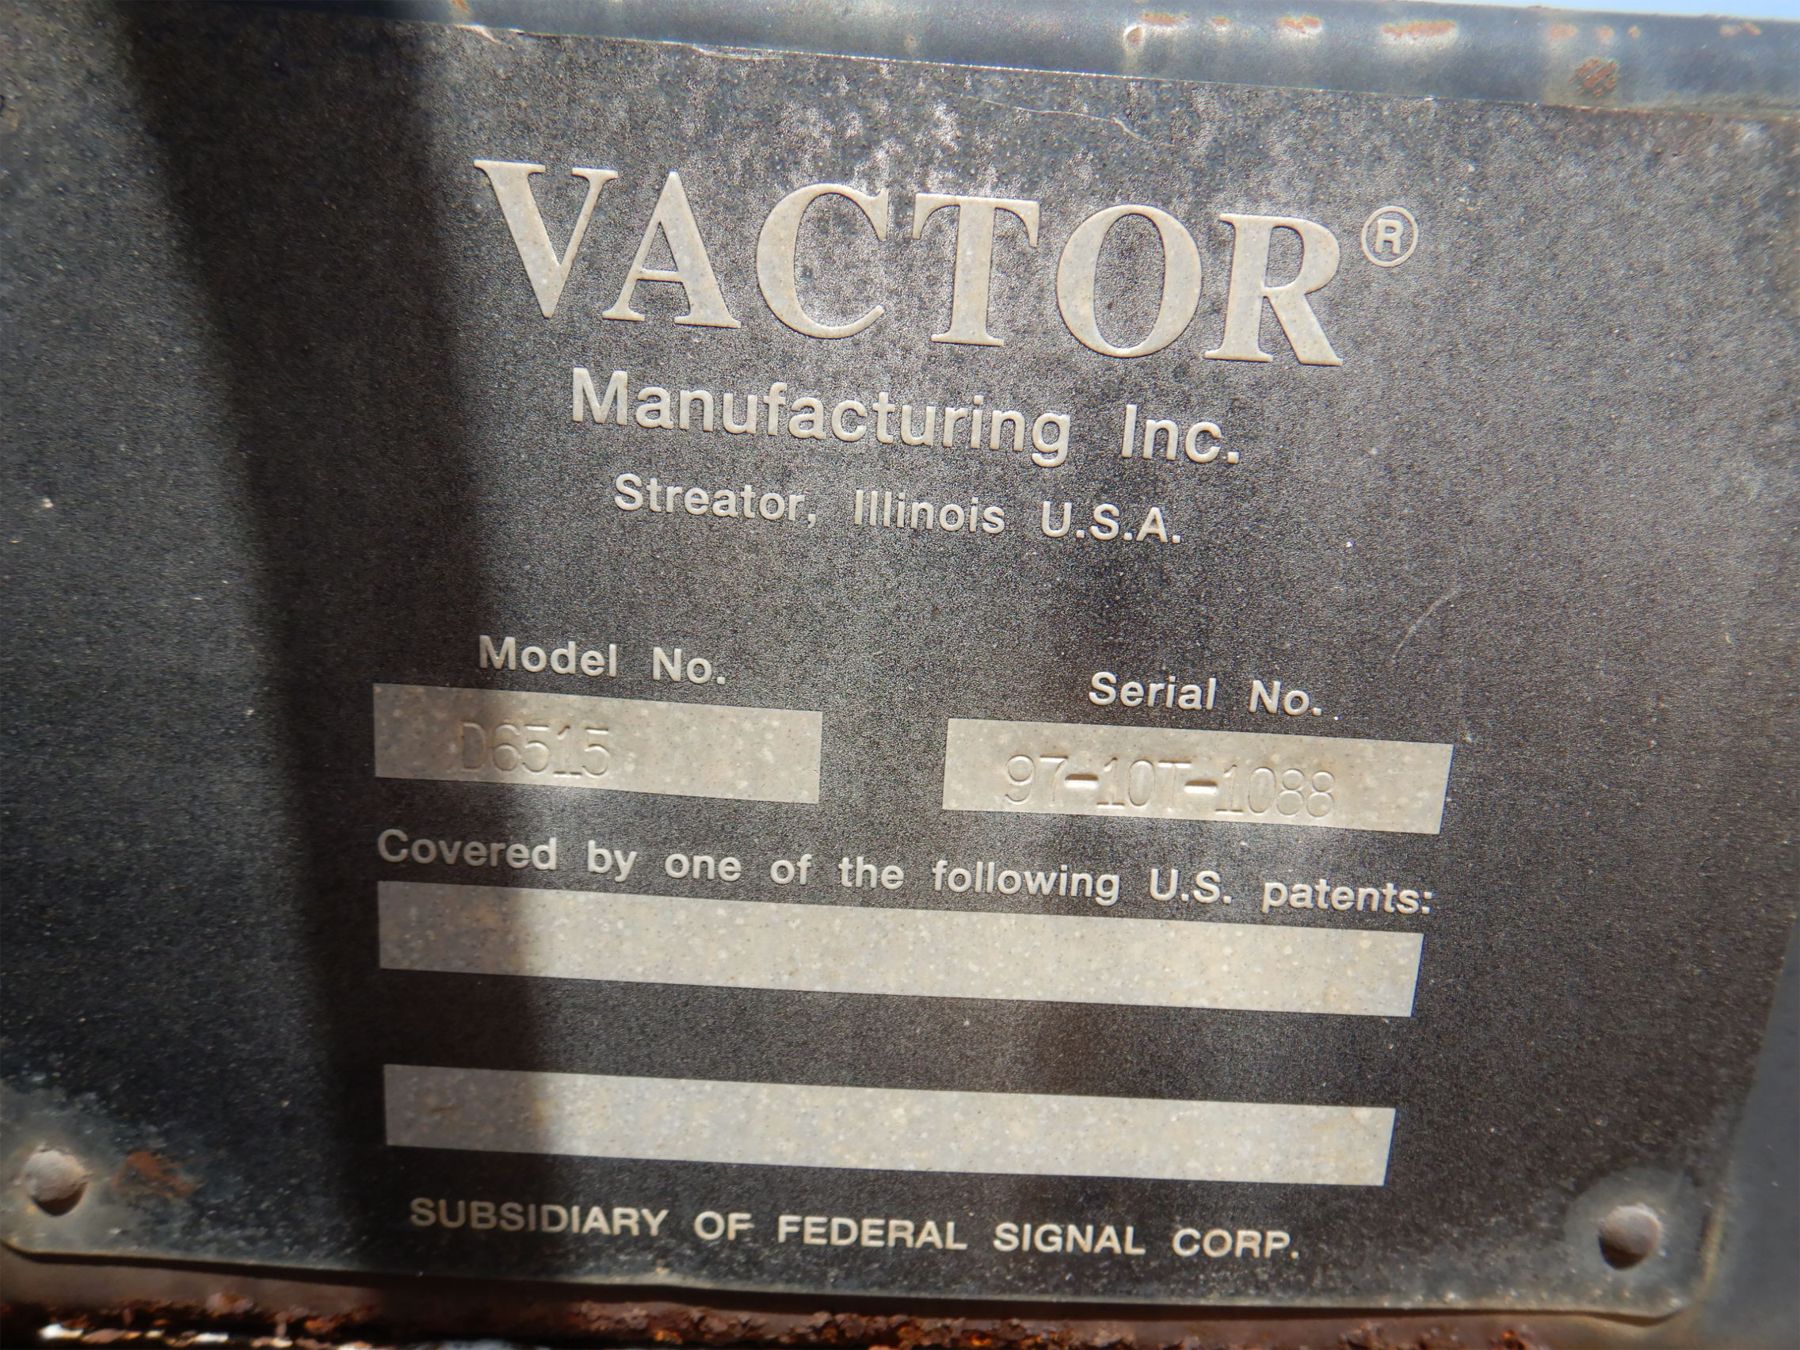 VACTOR®
Manufacturing Inc.
Streator, Illinois U.S.A.
Model No. Serial No.
D6515 97-10T-1088
Covered by one of the following U.S. patents:
SUBSIDIARY OF FEDERAL SIGNAL CORP.